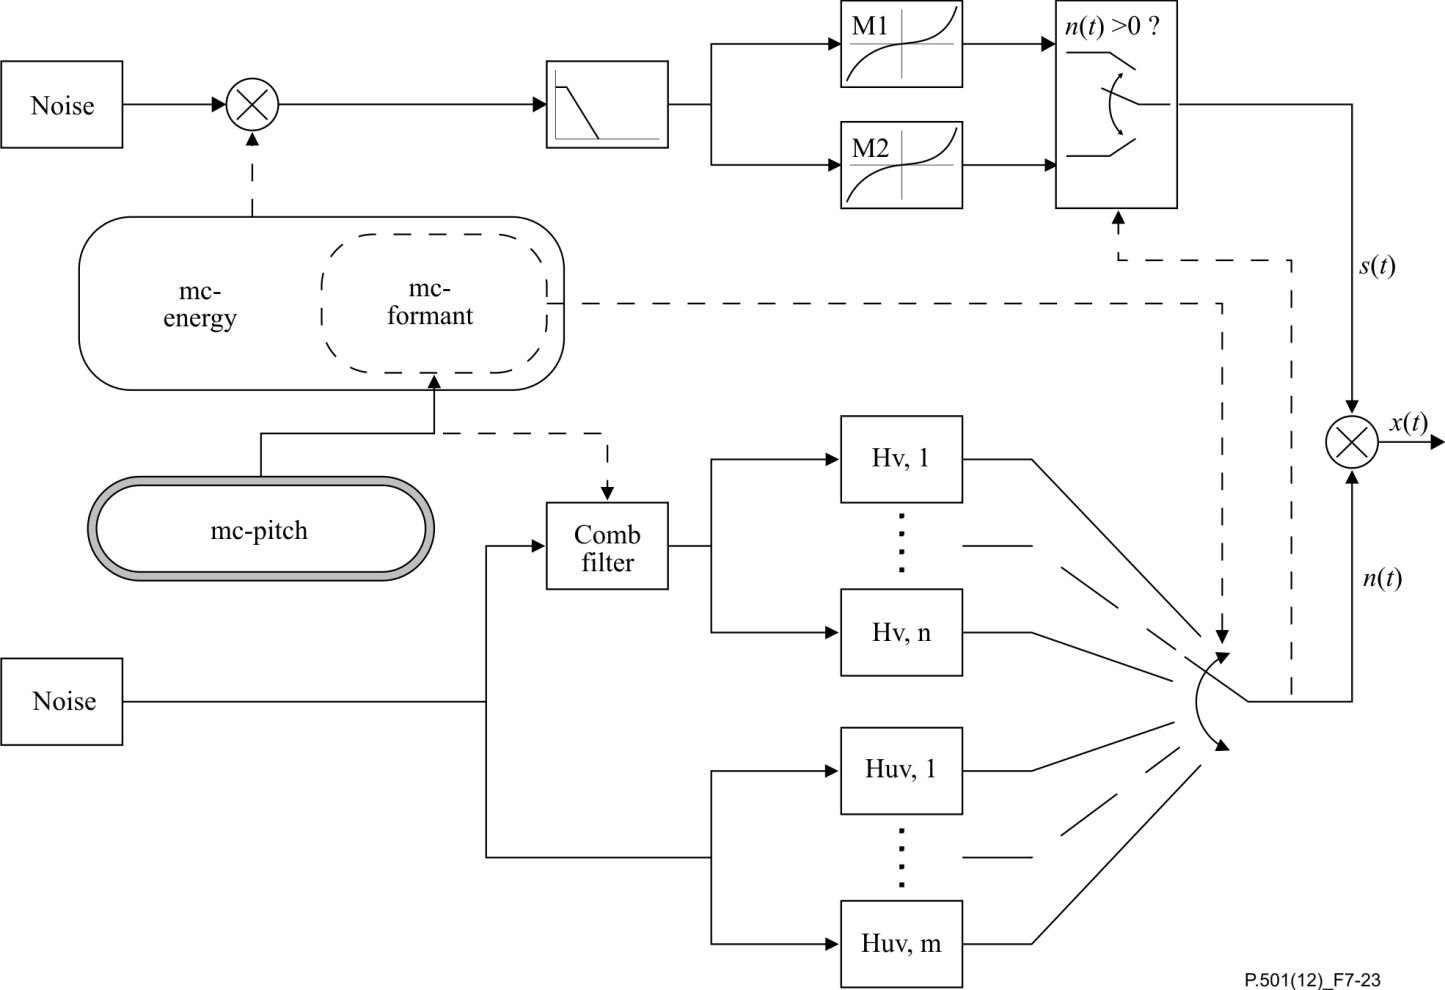 M1
n(t) >0 ?
Noise
M2
mc-
energy
mc-
formant
s(t)
x(t)
Hv, 1
mc-pitch
Comb
filter
n(t)
Hv, n
Noise
Huv, 1
Huv, m
P.501(12)_F7-23